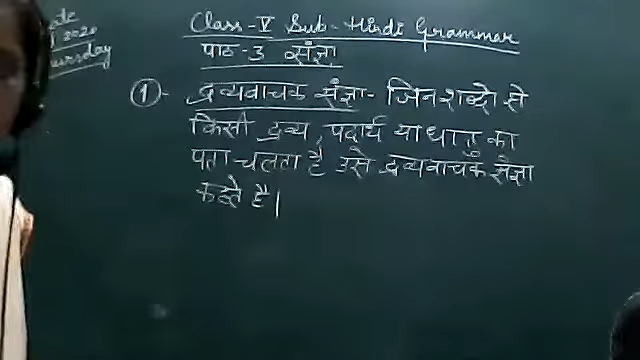 Class-V Sub-Hindi Grammar
2020
पाठ-3 संज्ञा
①- द्रव्यवाचक संज्ञा- जिन शब्दो से
किसी द्रव्य, पदार्थ या धातु का
पता चलता है उसे द्रव्यवाचक संज्ञा
कहते है।